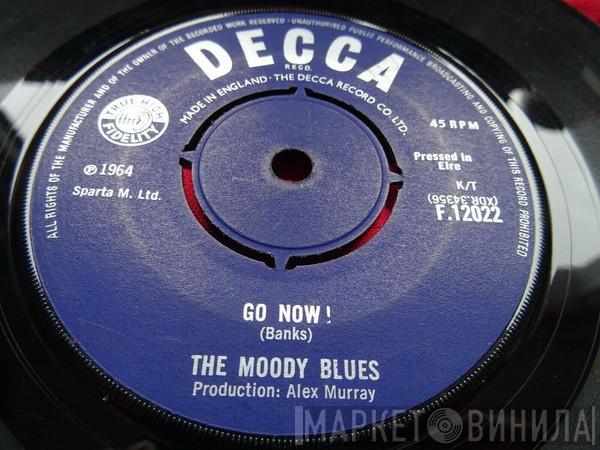 ALL RIGHTS OF THE MANUFACTURER AND OF THE OWNER OF THE RECORDED WORK RESERVED · UNAUTHORISED PUBLIC PERFORMANCE BROADCASTING AND COPYING OF THIS RECORD PROHIBITED
DECCA
REGD.
MADE IN ENGLAND · THE DECCA RECORD CO. LTD.
TRUE HIGH
ffrr
FIDELITY
℗ 1964
Sparta M. Ltd.
45 RPM
Pressed in
Eire
K/T
(XDR.34356)
F.12022
GO NOW!
(Banks)
THE MOODY BLUES
Production: Alex Murray
МАРКЕТ ВИНИЛА